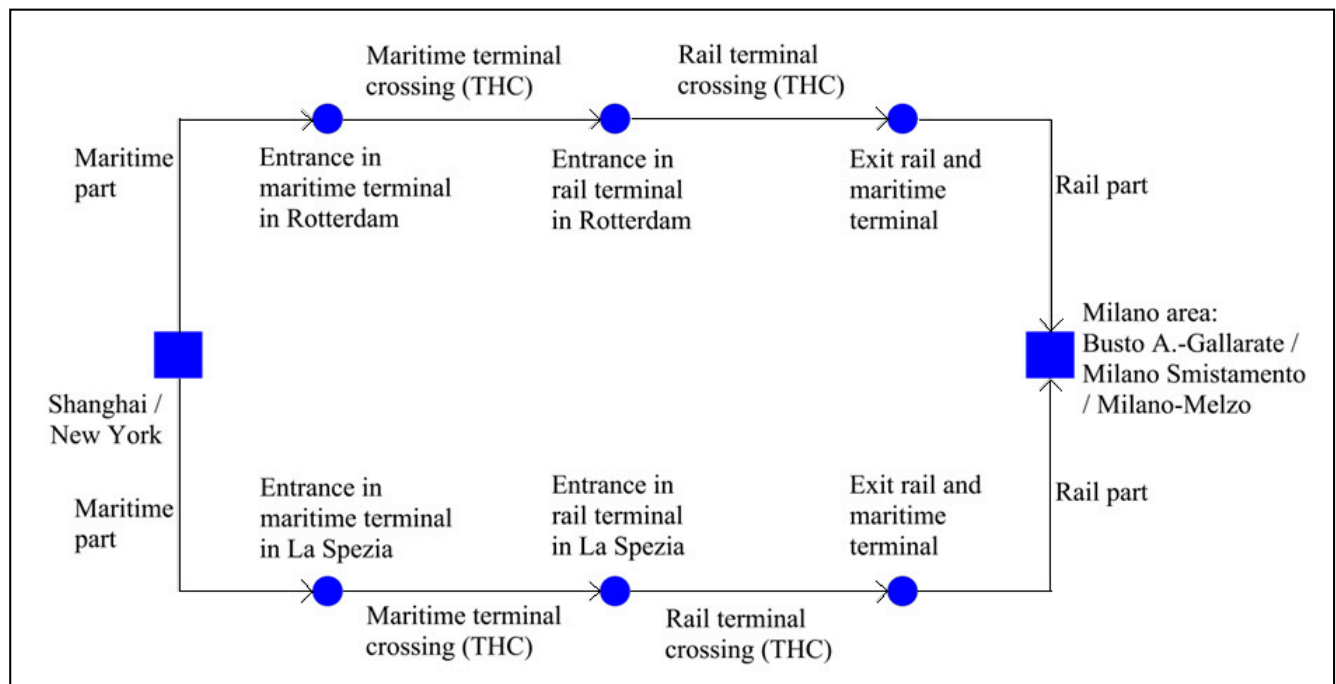 Maritime terminal
crossing (THC)
Rail terminal
crossing (THC)
Maritime
part
Entrance in
maritime terminal
in Rotterdam
Entrance in
rail terminal
in Rotterdam
Exit rail and
maritime
terminal
Rail part
Shanghai /
New York
Milano area:
Busto A.-Gallarate /
Milano Smistamento
/ Milano-Melzo
Maritime
part
Entrance in
maritime terminal
in La Spezia
Entrance in
rail terminal
in La Spezia
Exit rail and
maritime
terminal
Rail part
Maritime terminal
crossing (THC)
Rail terminal
crossing (THC)